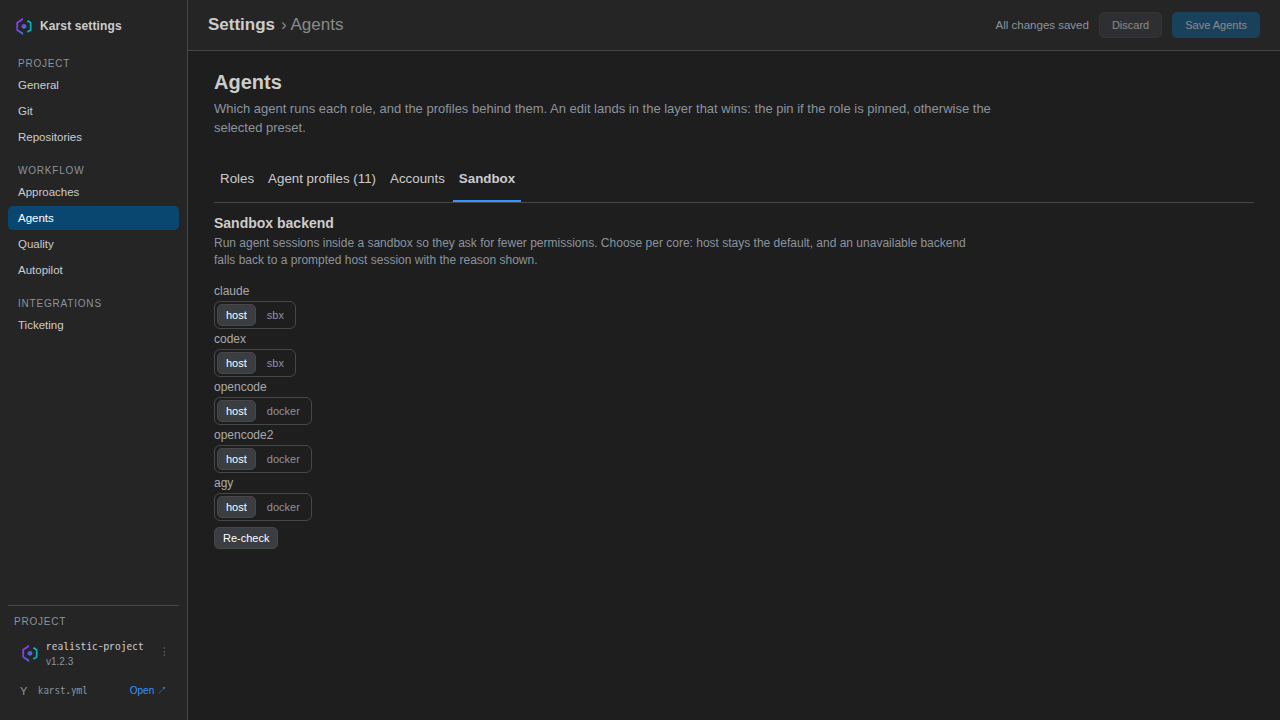 Karst settings
PROJECT
General
Git
Repositories
WORKFLOW
Approaches
Agents
Quality
Autopilot
INTEGRATIONS
Ticketing
PROJECT
realistic-project
v1.2.3
Y karst.yml Open ↗
Settings › Agents
All changes saved Discard Save Agents
Agents
Which agent runs each role, and the profiles behind them. An edit lands in the layer that wins: the pin if the role is pinned, otherwise the
selected preset.
Roles Agent profiles (11) Accounts Sandbox
Sandbox backend
Run agent sessions inside a sandbox so they ask for fewer permissions. Choose per core: host stays the default, and an unavailable backend
falls back to a prompted host session with the reason shown.
claude
host sbx
codex
host sbx
opencode
host docker
opencode2
host docker
agy
host docker
Re-check